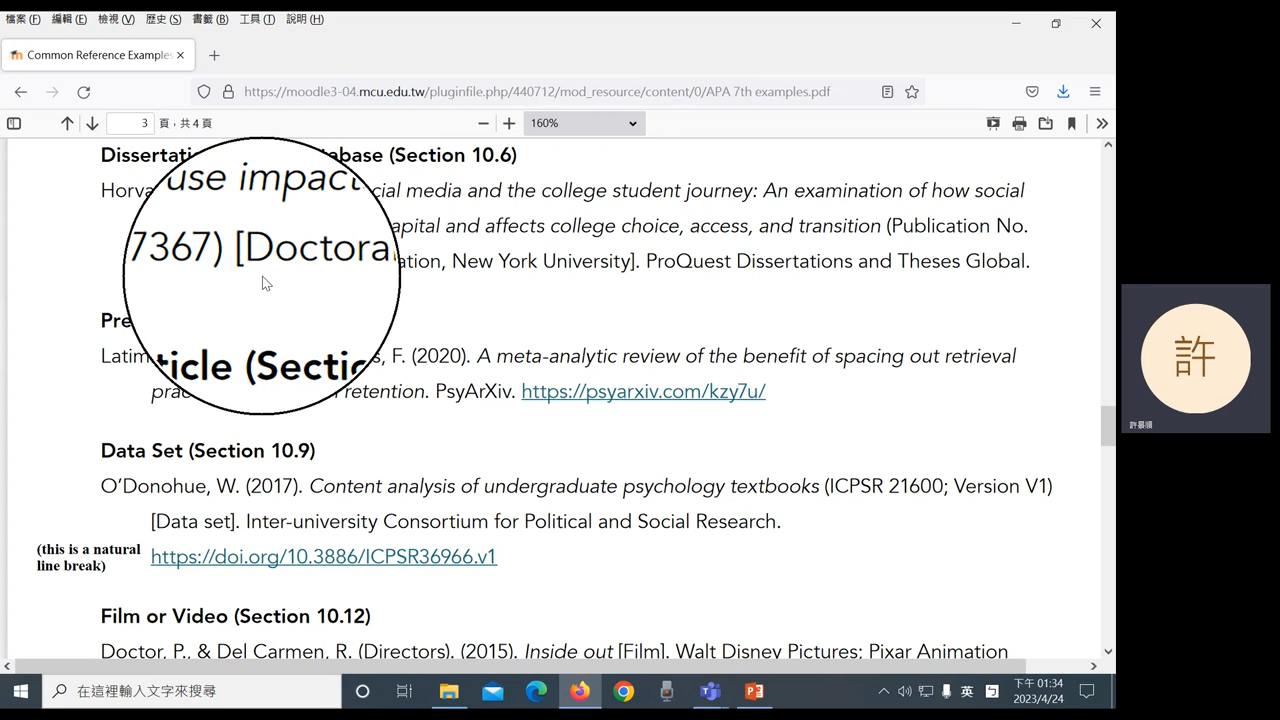 檔案 (F) 編輯 (E) 檢視 (V) 歷史 (S) 書籤 (B) 工具 (T) 說明 (H)
Common Reference Examples
https://moodle3-04.mcu.edu.tw/pluginfile.php/440712/mod_resource/content/0/APA 7th examples.pdf
3 頁，共 4 頁
160%
Dissertati abase (Section 10.6)
Horva cial media and the college student journey: An examination of how social
use impact
apital and affects college choice, access, and transition (Publication No.
7367) [Doctora ation, New York University]. ProQuest Dissertations and Theses Global.
Pre ticle (Sectio
Latim s, F. (2020). A meta-analytic review of the benefit of spacing out retrieval
prac retention. PsyArXiv. https://psyarxiv.com/kzy7u/
Data Set (Section 10.9)
O’Donohue, W. (2017). Content analysis of undergraduate psychology textbooks (ICPSR 21600; Version V1)
[Data set]. Inter-university Consortium for Political and Social Research.
(this is a natural
line break)
https://doi.org/10.3886/ICPSR36966.v1
Film or Video (Section 10.12)
Doctor, P., & Del Carmen, R. (Directors). (2015). Inside out [Film]. Walt Disney Pictures; Pixar Animation
許
許景順
在這裡輸入文字來搜尋
英
下午 01:34
2023/4/24